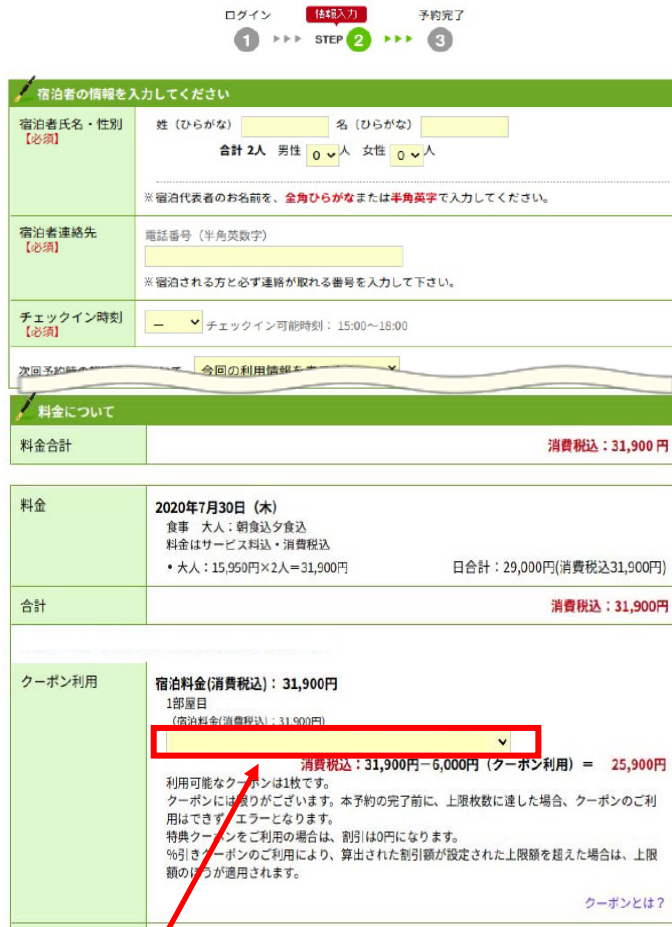 ログイン 情報入力 予約完了
1 ▶▶▶ STEP 2 ▶▶▶ 3
宿泊者の情報を入力してください
宿泊者氏名・性別
【必須】
姓（ひらがな） 名（ひらがな）
合計 2人 男性 0 人 女性 0 人
※宿泊代表者のお名前を、全角ひらがなまたは半角英字で入力してください。
宿泊者連絡先
【必須】
電話番号（半角英数字）
※宿泊される方と必ず連絡が取れる番号を入力して下さい。
チェックイン時刻
【必須】
― チェックイン可能時刻： 15:00～18:00
次回予約時の
今回の利用情報を
料金について
料金合計 消費税込：31,900 円
料金 2020年7月30日（木）
食事 大人：朝食込夕食込
料金はサービス料込・消費税込
• 大人：15,950円×2人＝31,900円 日合計：29,000円(消費税込31,900円)
合計 消費税込：31,900円
クーポン利用 宿泊料金(消費税込)： 31,900円
1部屋目
（宿泊料金(消費税込)：31,900円）
消費税込：31,900円－6,000円（クーポン利用）＝ 25,900円
利用可能なクーポンは1枚です。
クーポンには限りがございます。本予約の完了前に、上限枚数に達した場合、クーポンのご利
用はできず、エラーとなります。
特典クーポンをご利用の場合は、割引は0円になります。
%引きクーポンのご利用により、算出された割引額が設定された上限額を超えた場合は、上限
額のほうが適用されます。
クーポンとは？